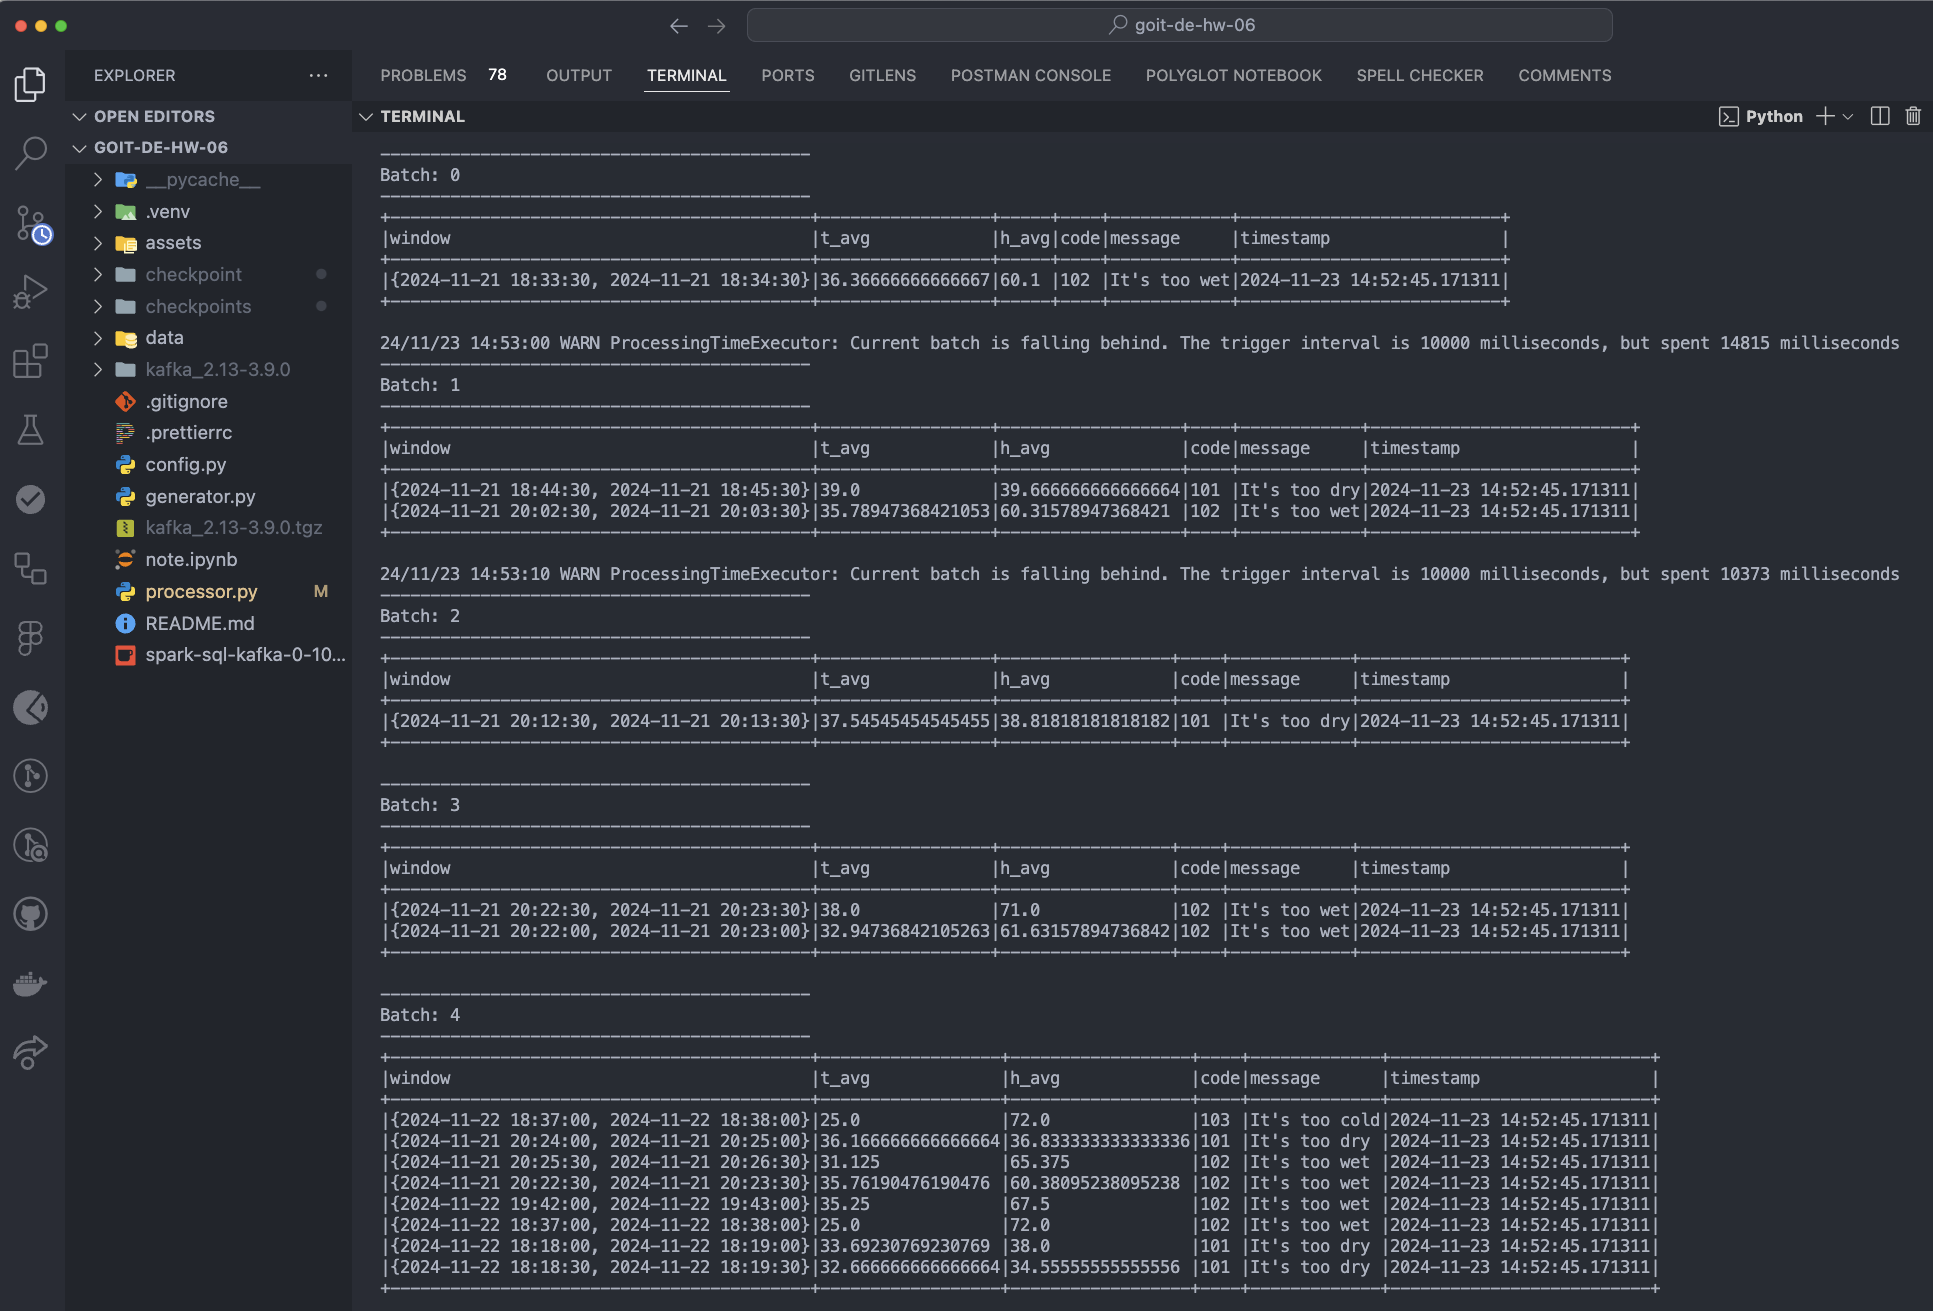 goit-de-hw-06
EXPLORER
PROBLEMS 78 OUTPUT TERMINAL PORTS GITLENS POSTMAN CONSOLE POLYGLOT NOTEBOOK SPELL CHECKER COMMENTS
OPEN EDITORS
GOIT-DE-HW-06
__pycache__
.venv
assets
checkpoint
checkpoints
data
kafka_2.13-3.9.0
.gitignore
.prettierrc
config.py
generator.py
kafka_2.13-3.9.0.tgz
note.ipynb
processor.py M
README.md
spark-sql-kafka-0-10...
TERMINAL
Python
-------------------------------------------
Batch: 0
-------------------------------------------
+------------------------------------------+-----------------+-----+----+------------+--------------------------+
|window                                    |t_avg            |h_avg|code|message     |timestamp                 |
+------------------------------------------+-----------------+-----+----+------------+--------------------------+
|{2024-11-21 18:33:30, 2024-11-21 18:34:30}|36.36666666666667|60.1 |102 |It's too wet|2024-11-23 14:52:45.171311|
+------------------------------------------+-----------------+-----+----+------------+--------------------------+
24/11/23 14:53:00 WARN ProcessingTimeExecutor: Current batch is falling behind. The trigger interval is 10000 milliseconds, but spent 14815 milliseconds
-------------------------------------------
Batch: 1
-------------------------------------------
+------------------------------------------+-----------------+------------------+----+------------+--------------------------+
|window                                    |t_avg            |h_avg             |code|message     |timestamp                 |
+------------------------------------------+-----------------+------------------+----+------------+--------------------------+
|{2024-11-21 18:44:30, 2024-11-21 18:45:30}|39.0             |39.666666666666664|101 |It's too dry|2024-11-23 14:52:45.171311|
|{2024-11-21 20:02:30, 2024-11-21 20:03:30}|35.78947368421053|60.31578947368421 |102 |It's too wet|2024-11-23 14:52:45.171311|
+------------------------------------------+-----------------+------------------+----+------------+--------------------------+
24/11/23 14:53:10 WARN ProcessingTimeExecutor: Current batch is falling behind. The trigger interval is 10000 milliseconds, but spent 10373 milliseconds
-------------------------------------------
Batch: 2
-------------------------------------------
+------------------------------------------+-----------------+-----------------+----+------------+--------------------------+
|window                                    |t_avg            |h_avg            |code|message     |timestamp                 |
+------------------------------------------+-----------------+-----------------+----+------------+--------------------------+
|{2024-11-21 20:12:30, 2024-11-21 20:13:30}|37.54545454545455|38.81818181818182|101 |It's too dry|2024-11-23 14:52:45.171311|
+------------------------------------------+-----------------+-----------------+----+------------+--------------------------+
-------------------------------------------
Batch: 3
-------------------------------------------
+------------------------------------------+-----------------+-----------------+----+------------+--------------------------+
|window                                    |t_avg            |h_avg            |code|message     |timestamp                 |
+------------------------------------------+-----------------+-----------------+----+------------+--------------------------+
|{2024-11-21 20:22:30, 2024-11-21 20:23:30}|38.0             |71.0             |102 |It's too wet|2024-11-23 14:52:45.171311|
|{2024-11-21 20:22:00, 2024-11-21 20:23:00}|32.94736842105263|61.63157894736842|102 |It's too wet|2024-11-23 14:52:45.171311|
+------------------------------------------+-----------------+-----------------+----+------------+--------------------------+
-------------------------------------------
Batch: 4
-------------------------------------------
+------------------------------------------+------------------+------------------+----+-------------+--------------------------+
|window                                    |t_avg             |h_avg             |code|message      |timestamp                 |
+------------------------------------------+------------------+------------------+----+-------------+--------------------------+
|{2024-11-22 18:37:00, 2024-11-22 18:38:00}|25.0              |72.0              |103 |It's too cold|2024-11-23 14:52:45.171311|
|{2024-11-21 20:24:00, 2024-11-21 20:25:00}|36.166666666666664|36.833333333333336|101 |It's too dry |2024-11-23 14:52:45.171311|
|{2024-11-21 20:25:30, 2024-11-21 20:26:30}|31.125            |65.375            |102 |It's too wet |2024-11-23 14:52:45.171311|
|{2024-11-21 20:22:30, 2024-11-21 20:23:30}|35.76190476190476 |60.38095238095238 |102 |It's too wet |2024-11-23 14:52:45.171311|
|{2024-11-22 19:42:00, 2024-11-22 19:43:00}|35.25             |67.5              |102 |It's too wet |2024-11-23 14:52:45.171311|
|{2024-11-22 18:37:00, 2024-11-22 18:38:00}|25.0              |72.0              |102 |It's too wet |2024-11-23 14:52:45.171311|
|{2024-11-22 18:18:00, 2024-11-22 18:19:00}|33.69230769230769 |38.0              |101 |It's too dry |2024-11-23 14:52:45.171311|
|{2024-11-22 18:18:30, 2024-11-22 18:19:30}|32.666666666666664|34.55555555555556 |101 |It's too dry |2024-11-23 14:52:45.171311|
+------------------------------------------+------------------+------------------+----+-------------+--------------------------+